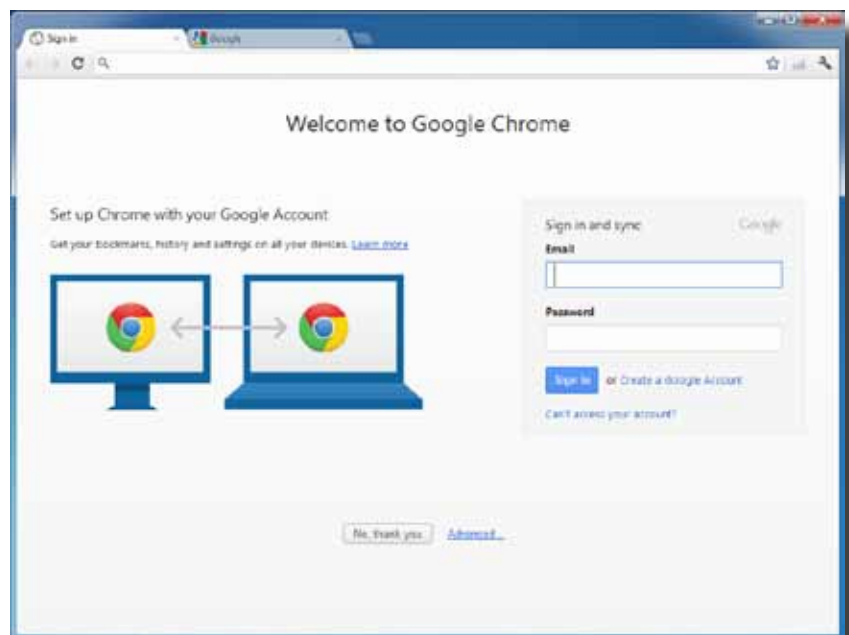 Sign in
Google
Welcome to Google Chrome
Set up Chrome with your Google Account
Get your bookmarks, history and settings on all your devices. Learn more
Sign in and sync Google
Email
Password
Sign in or Create a Google Account
Can't access your account?
No, thank you Advanced...